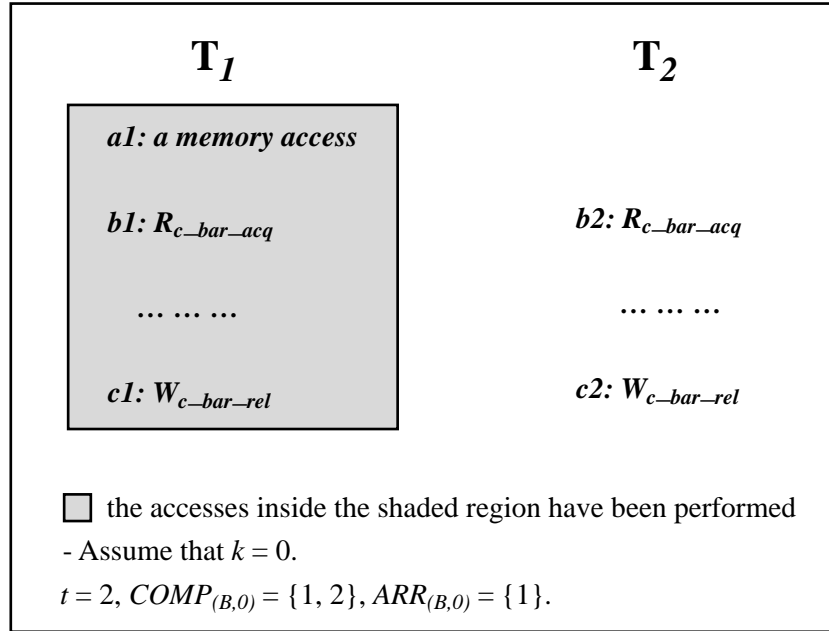 T1 T2
a1: a memory access
b1: Rc_bar_acq b2: Rc_bar_acq
... ... ... ... ... ...
c1: Wc_bar_rel c2: Wc_bar_rel
the accesses inside the shaded region have been performed
- Assume that k = 0.
t = 2, COMP(B,0) = {1, 2}, ARR(B,0) = {1}.